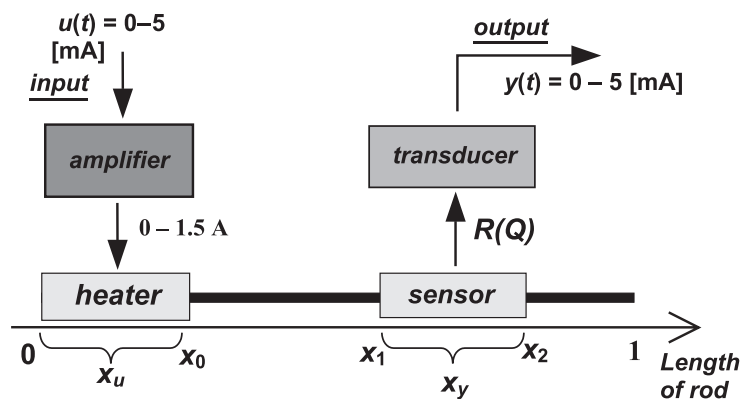 u(t) = 0–5
[mA]
input
output
y(t) = 0 – 5 [mA]
amplifier
transducer
0 – 1.5 A
R(Q)
heater
sensor
0
x0
x1
x2
1
Length
of rod
xu
xy